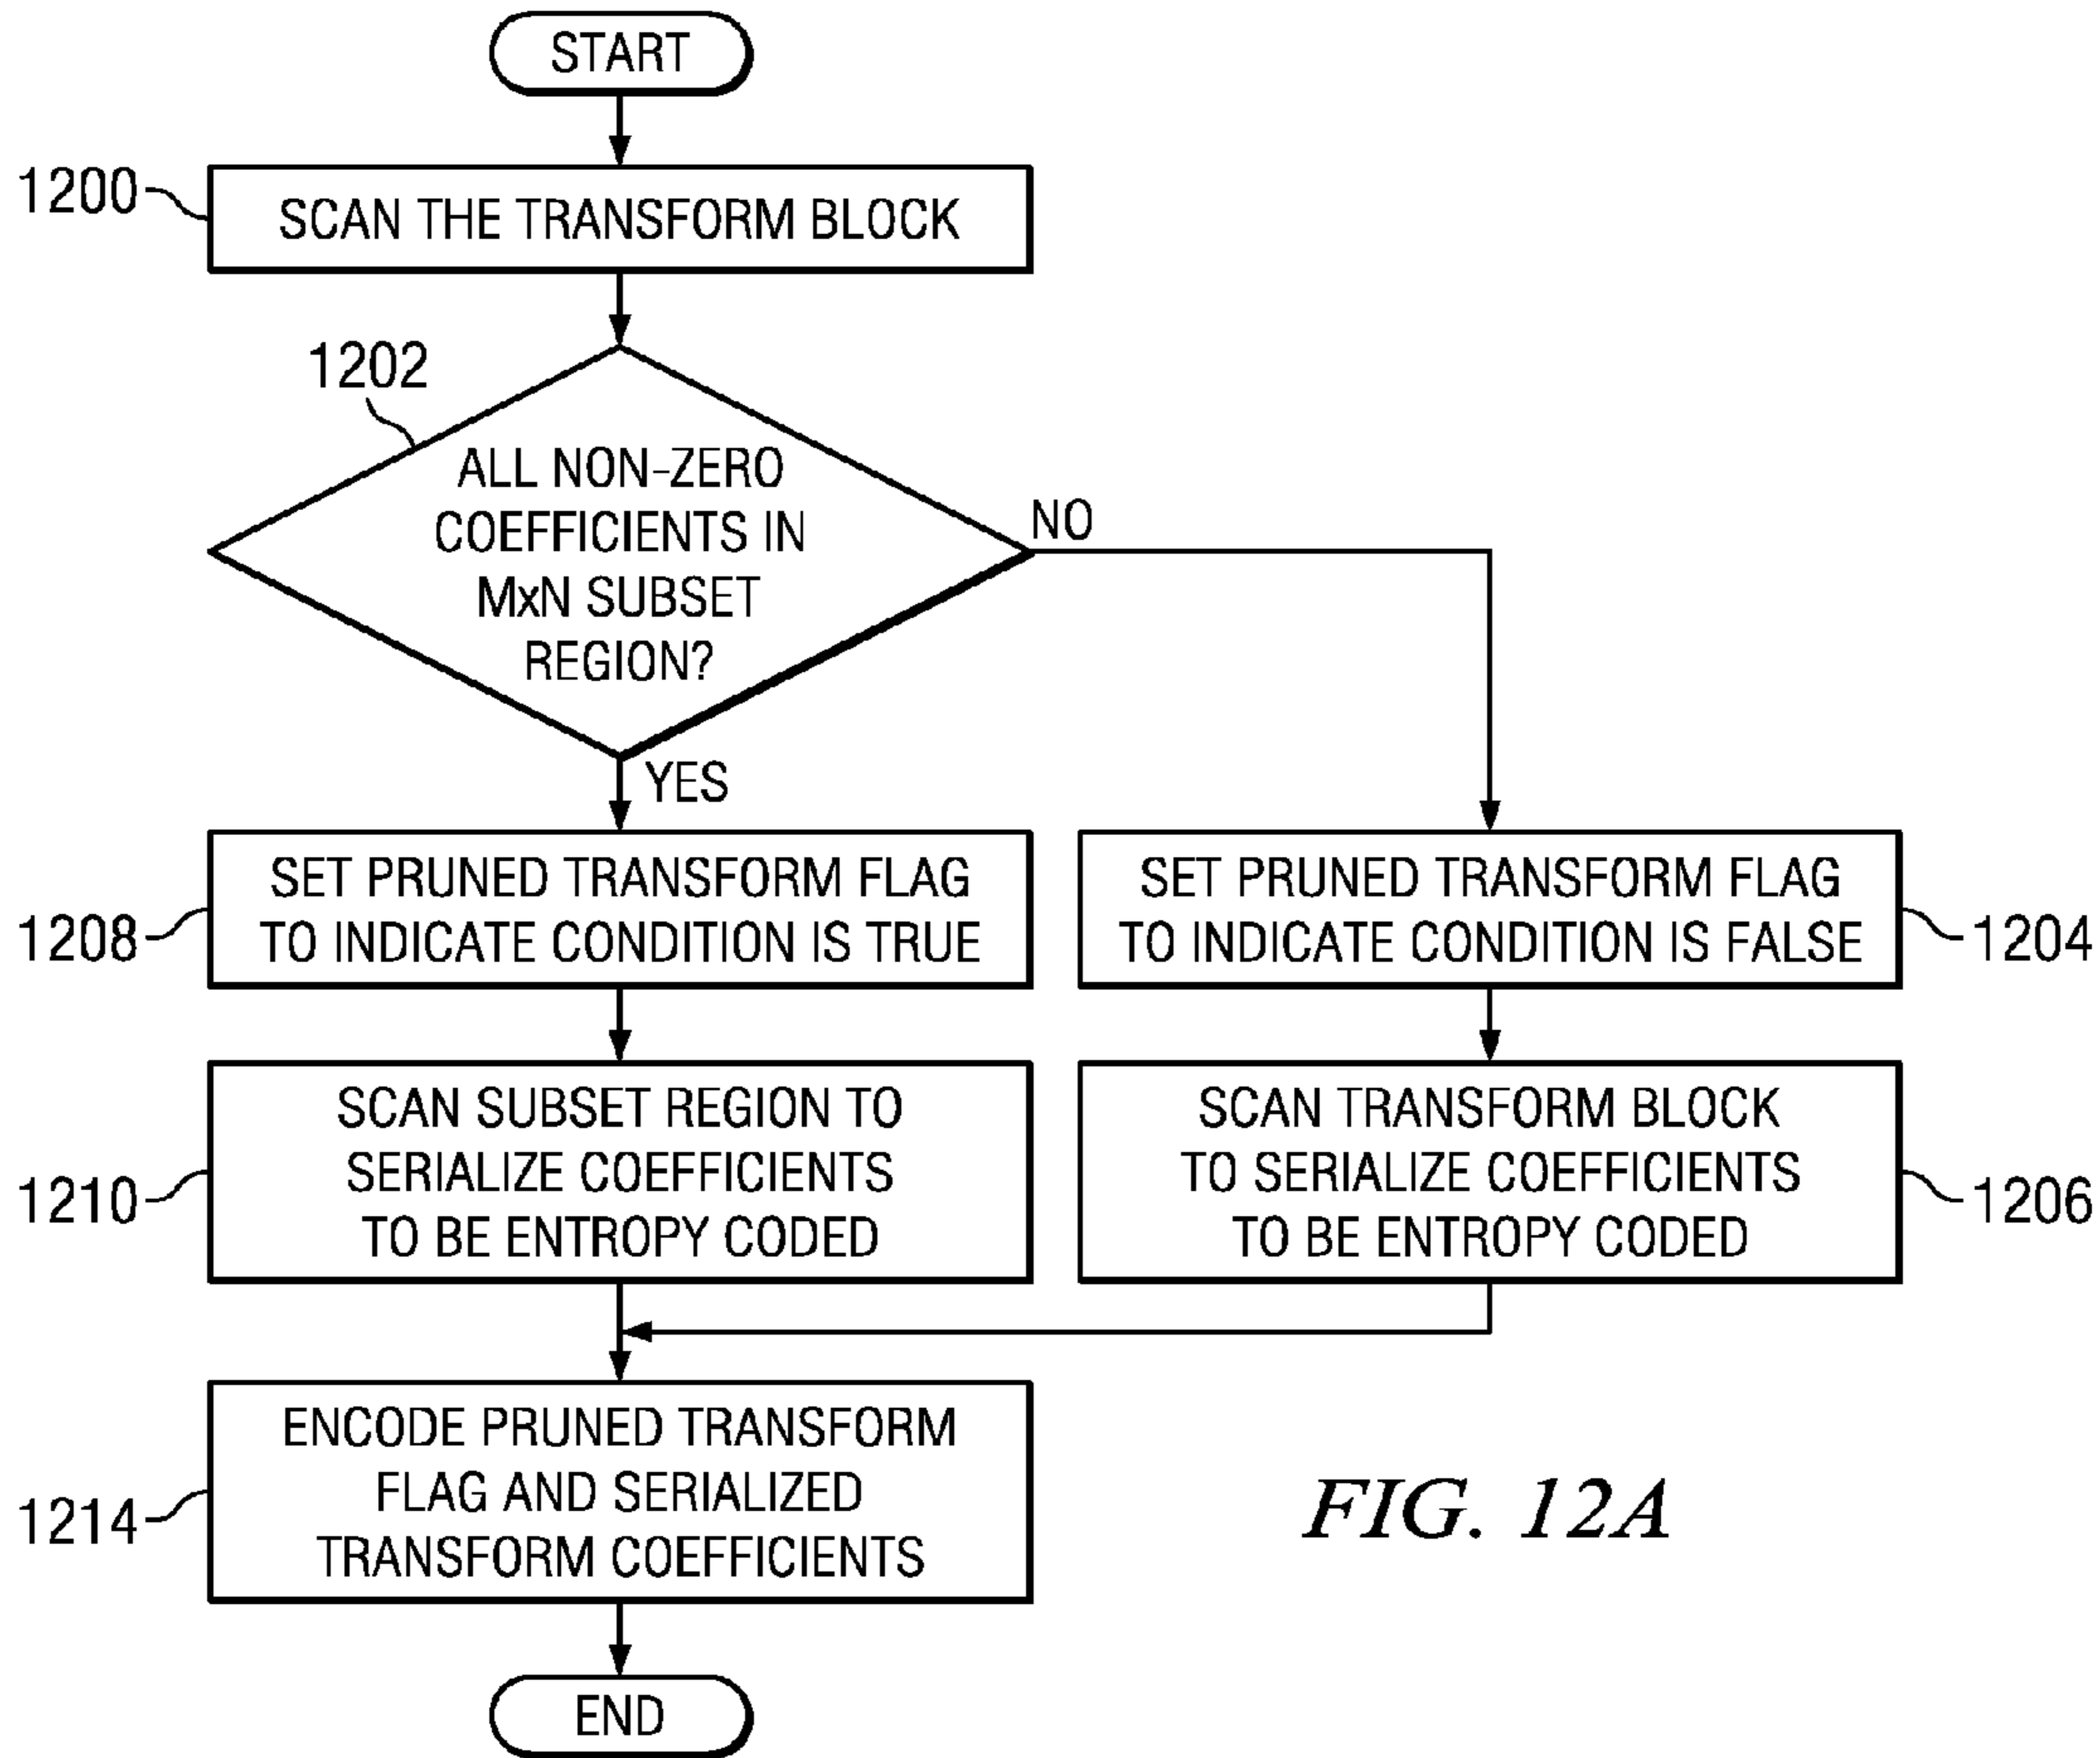 START
1200
SCAN THE TRANSFORM BLOCK
1202
ALL NON-ZERO
COEFFICIENTS IN
MxN SUBSET
REGION?
NO
YES
1208
SET PRUNED TRANSFORM FLAG
TO INDICATE CONDITION IS TRUE
SET PRUNED TRANSFORM FLAG
TO INDICATE CONDITION IS FALSE
1204
1210
SCAN SUBSET REGION TO
SERIALIZE COEFFICIENTS
TO BE ENTROPY CODED
SCAN TRANSFORM BLOCK
TO SERIALIZE COEFFICIENTS
TO BE ENTROPY CODED
1206
1214
ENCODE PRUNED TRANSFORM
FLAG AND SERIALIZED
TRANSFORM COEFFICIENTS
FIG. 12A
END